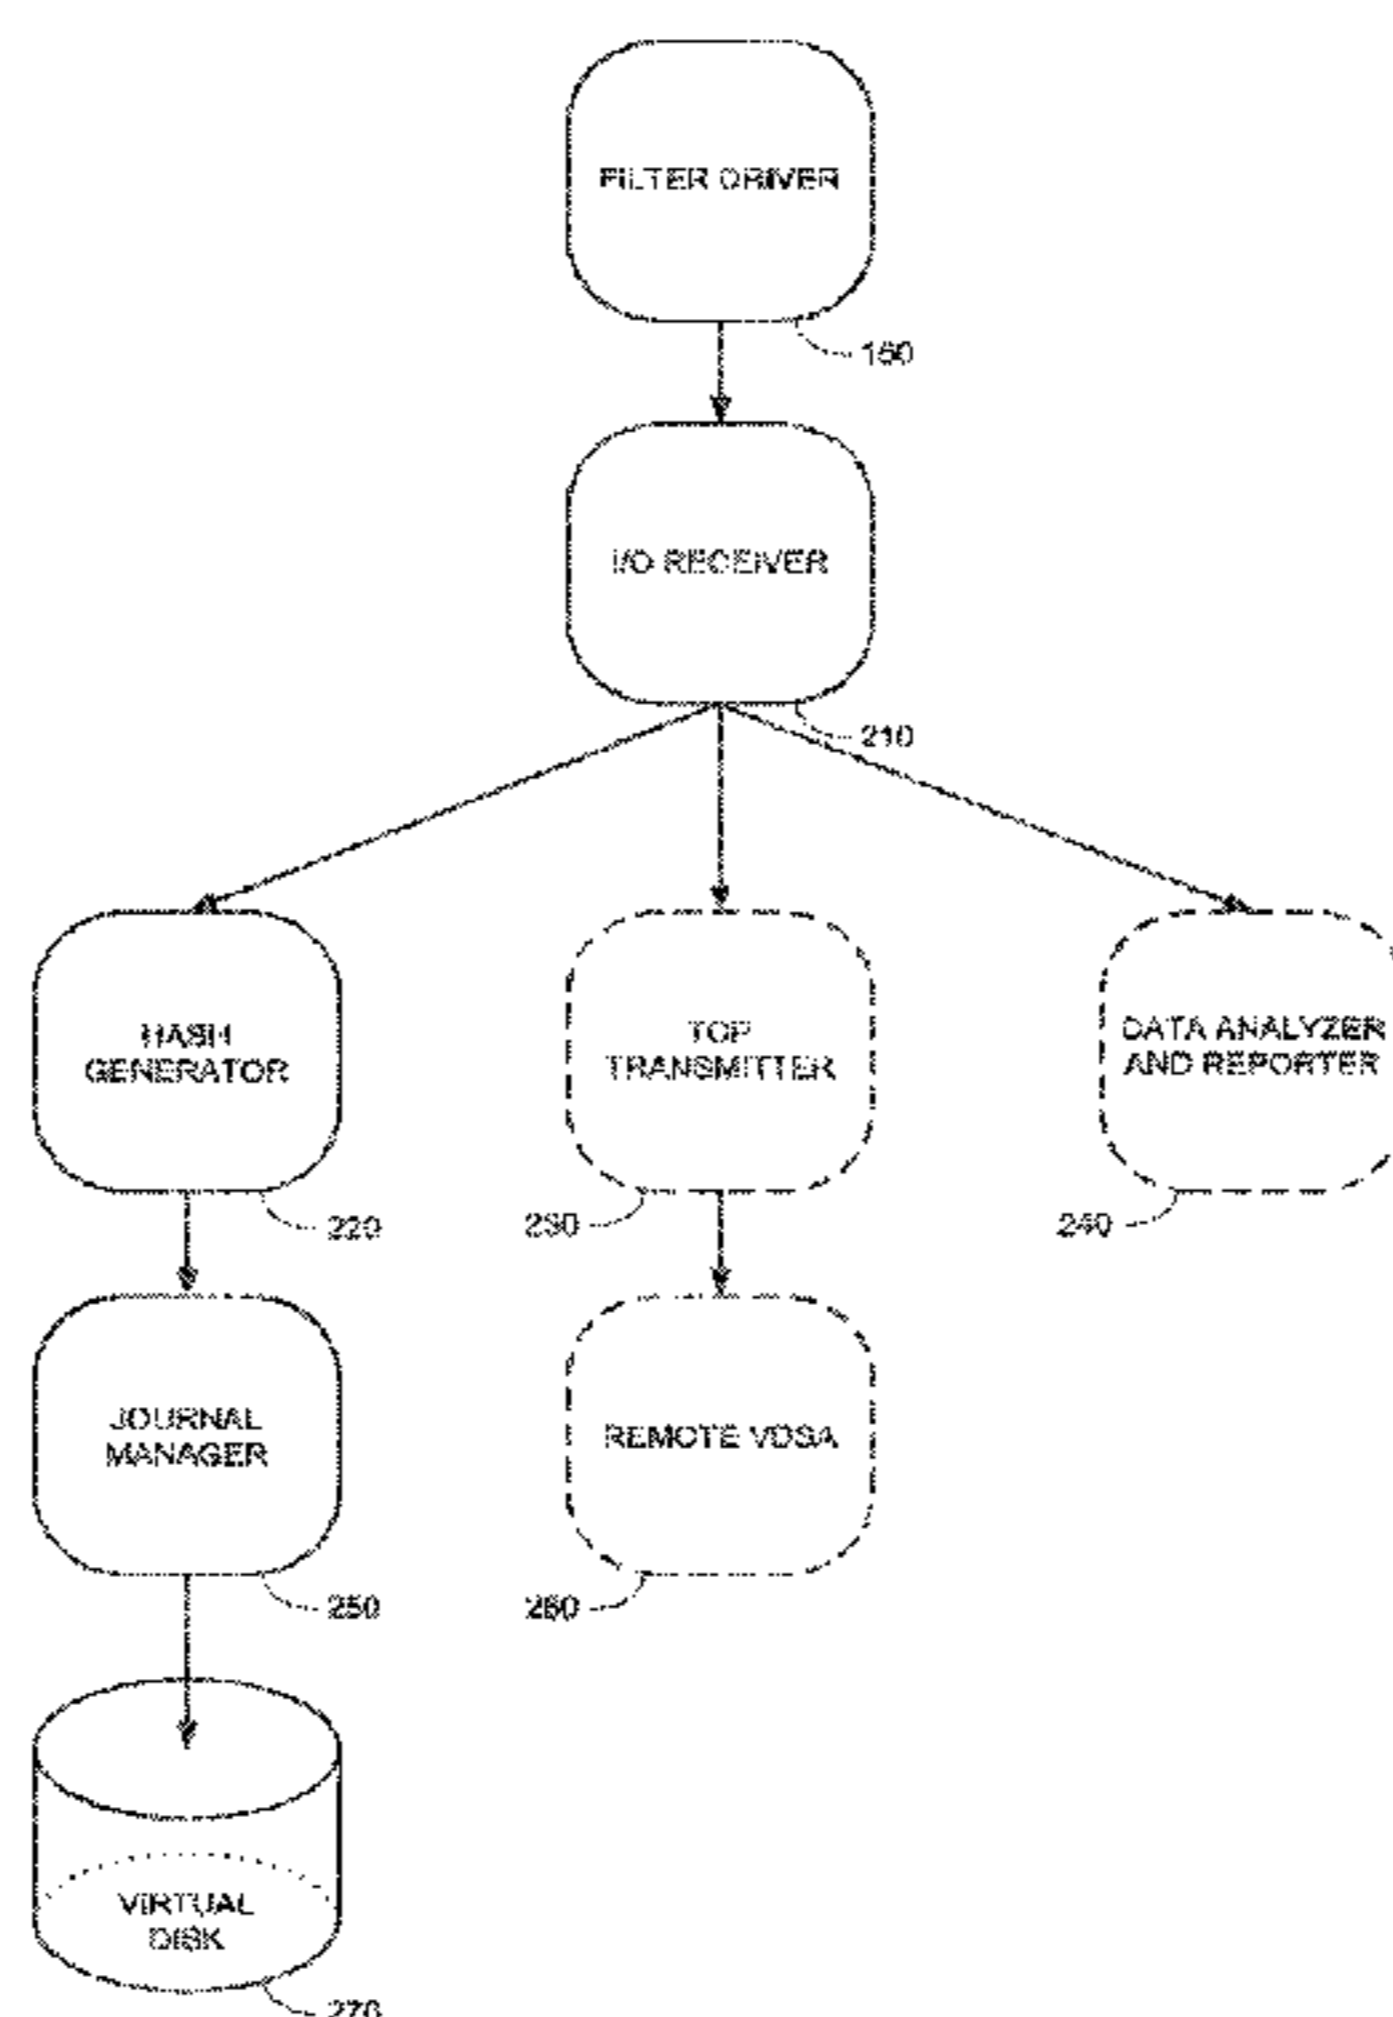 FILTER DRIVER
150
I/O RECEIVER
210
HASH
GENERATOR
220
TCP
TRANSMITTER
230
DATA ANALYZER
AND REPORTER
240
JOURNAL
MANAGER
250
REMOTE VDSA
260
VIRTUAL
DISK
270